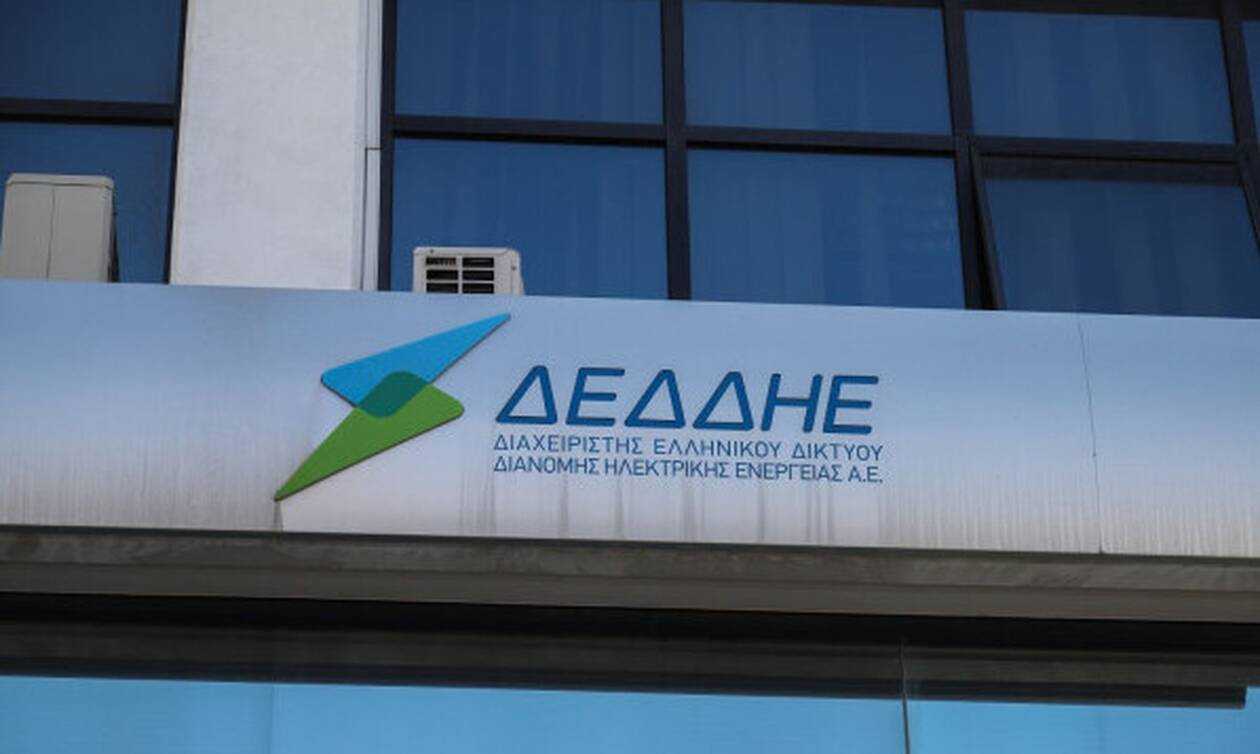 ΔΕΔΔΗΕ
ΔΙΑΧΕΙΡΙΣΤΗΣ ΕΛΛΗΝΙΚΟΥ ΔΙΚΤΥΟΥ
ΔΙΑΝΟΜΗΣ ΗΛΕΚΤΡΙΚΗΣ ΕΝΕΡΓΕΙΑΣ Α.Ε.